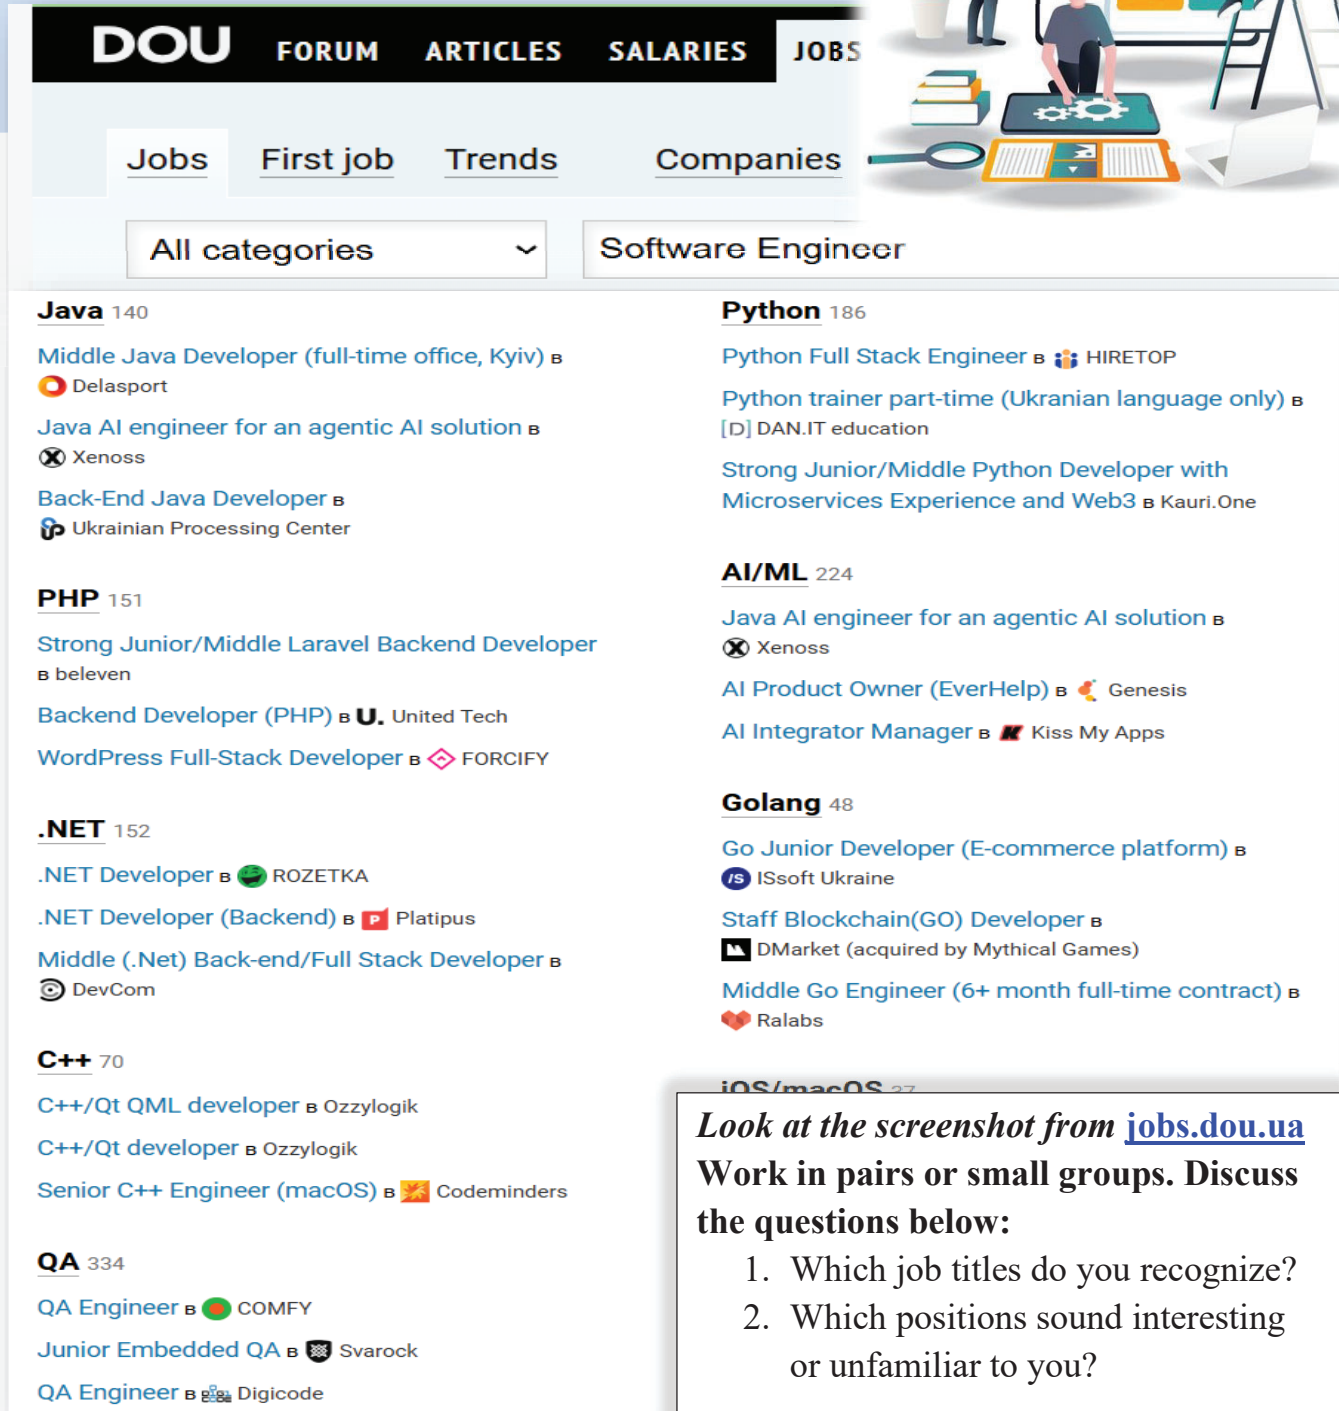 DOU FORUM ARTICLES SALARIES JOBS
Jobs First job Trends Companies
All categories
Software Engineer
Java 140
Middle Java Developer (full-time office, Kyiv) в
Delasport
Java AI engineer for an agentic AI solution в
Xenoss
Back-End Java Developer в
Ukrainian Processing Center
PHP 151
Strong Junior/Middle Laravel Backend Developer
в beleven
Backend Developer (PHP) в U. United Tech
WordPress Full-Stack Developer в FORCIFY
.NET 152
.NET Developer в ROZETKA
.NET Developer (Backend) в P Platipus
Middle (.Net) Back-end/Full Stack Developer в
DevCom
C++ 70
C++/Qt QML developer в Ozzylogik
C++/Qt developer в Ozzylogik
Senior C++ Engineer (macOS) в Codeminders
QA 334
QA Engineer в COMFY
Junior Embedded QA в Svarock
QA Engineer в Digicode
Python 186
Python Full Stack Engineer в HIRETOP
Python trainer part-time (Ukranian language only) в
[D] DAN.IT education
Strong Junior/Middle Python Developer with
Microservices Experience and Web3 в Kauri.One
AI/ML 224
Java AI engineer for an agentic AI solution в
Xenoss
AI Product Owner (EverHelp) в Genesis
AI Integrator Manager в K Kiss My Apps
Golang 48
Go Junior Developer (E-commerce platform) в
/S ISsoft Ukraine
Staff Blockchain(GO) Developer в
DMarket (acquired by Mythical Games)
Middle Go Engineer (6+ month full-time contract) в
Ralabs
iOS/macOS 37
Look at the screenshot from jobs.dou.ua
Work in pairs or small groups. Discuss
the questions below:
1. Which job titles do you recognize?
2. Which positions sound interesting
or unfamiliar to you?